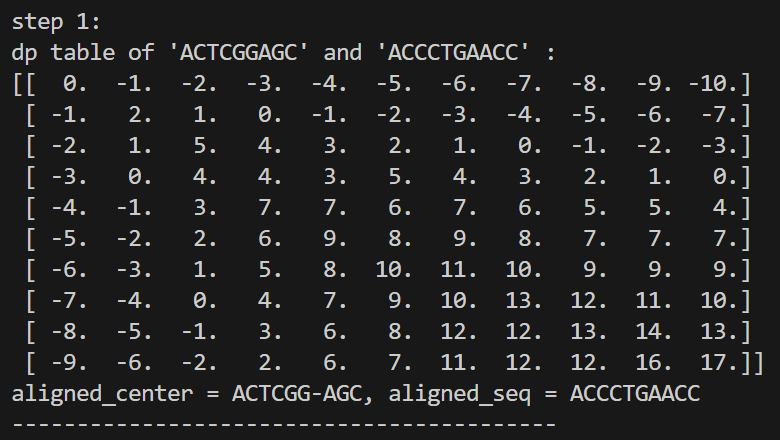 step 1:
dp table of 'ACTCGGAGC' and 'ACCCTGAACC' :
[[  0.  -1.  -2.  -3.  -4.  -5.  -6.  -7.  -8.  -9. -10.]
 [ -1.   2.   1.   0.  -1.  -2.  -3.  -4.  -5.  -6.  -7.]
 [ -2.   1.   5.   4.   3.   2.   1.   0.  -1.  -2.  -3.]
 [ -3.   0.   4.   4.   3.   5.   4.   3.   2.   1.   0.]
 [ -4.  -1.   3.   7.   7.   6.   7.   6.   5.   5.   4.]
 [ -5.  -2.   2.   6.   9.   8.   9.   8.   7.   7.   7.]
 [ -6.  -3.   1.   5.   8.  10.  11.  10.   9.   9.   9.]
 [ -7.  -4.   0.   4.   7.   9.  10.  13.  12.  11.  10.]
 [ -8.  -5.  -1.   3.   6.   8.  12.  12.  13.  14.  13.]
 [ -9.  -6.  -2.   2.   6.   7.  11.  12.  12.  16.  17.]]
aligned_center = ACTCGG-AGC, aligned_seq = ACCCTGAACC
-----------------------------------------